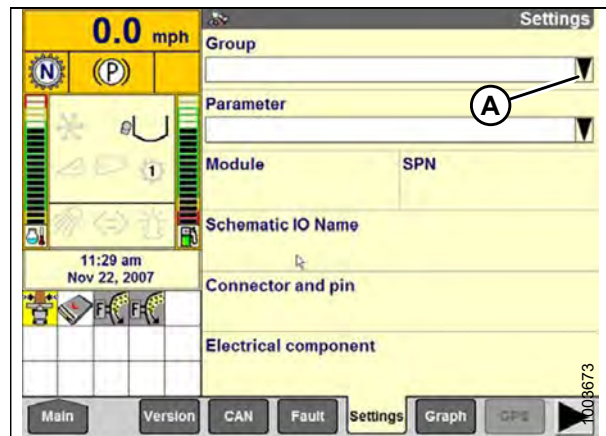 0.0 mph
N
(P)
1
11:29 am
Nov 22, 2007
F
F
Settings
Group
A
Parameter
Module
SPN
Schematic IO Name
Connector and pin
Electrical component
Main
Version
CAN
Fault
Settings
Graph
GPS
1003673